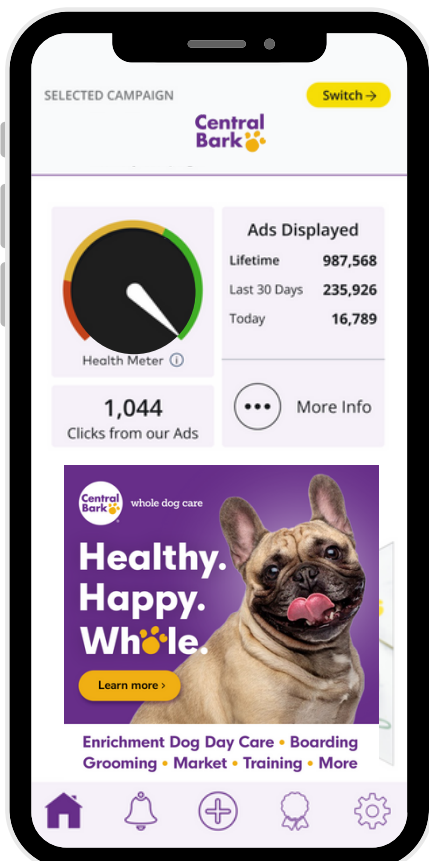 SELECTED CAMPAIGN
Switch →
Central
Bark
Health Meter ⓘ
Ads Displayed
Lifetime 987,568
Last 30 Days 235,926
Today 16,789
1,044
Clicks from our Ads
More Info
Central
Bark
whole dog care
Healthy.
Happy.
Whole.
Learn more ›
Enrichment Dog Day Care • Boarding
Grooming • Market • Training • More